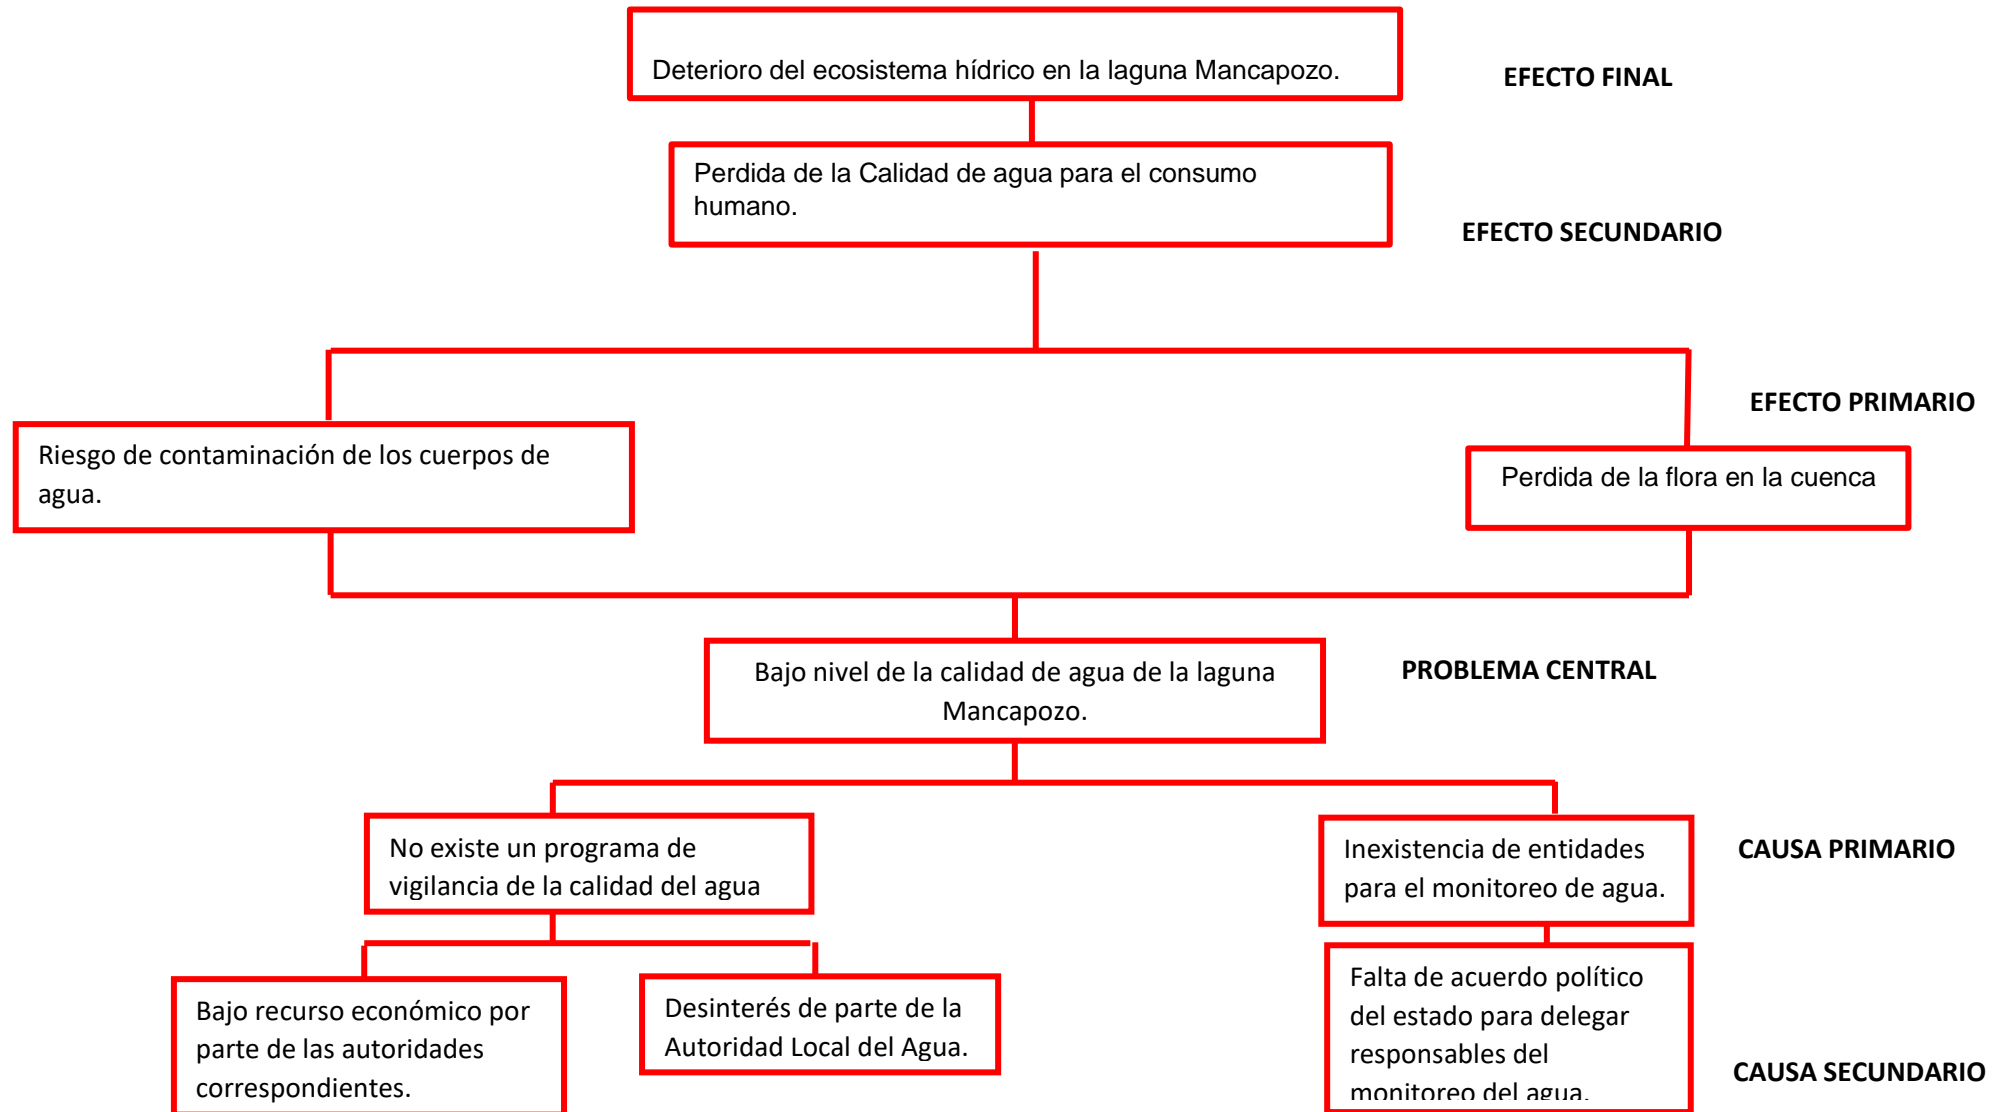 Deterioro del ecosistema hídrico en la laguna Mancapozo.
EFECTO FINAL
Perdida de la Calidad de agua para el consumo
humano.
EFECTO SECUNDARIO
EFECTO PRIMARIO
Riesgo de contaminación de los cuerpos de
agua.
Perdida de la flora en la cuenca
Bajo nivel de la calidad de agua de la laguna
Mancapozo.
PROBLEMA CENTRAL
No existe un programa de
vigilancia de la calidad del agua
Inexistencia de entidades
para el monitoreo de agua.
CAUSA PRIMARIO
Bajo recurso económico por
parte de las autoridades
correspondientes.
Desinterés de parte de la
Autoridad Local del Agua.
Falta de acuerdo político
del estado para delegar
responsables del
monitoreo del agua.
CAUSA SECUNDARIO